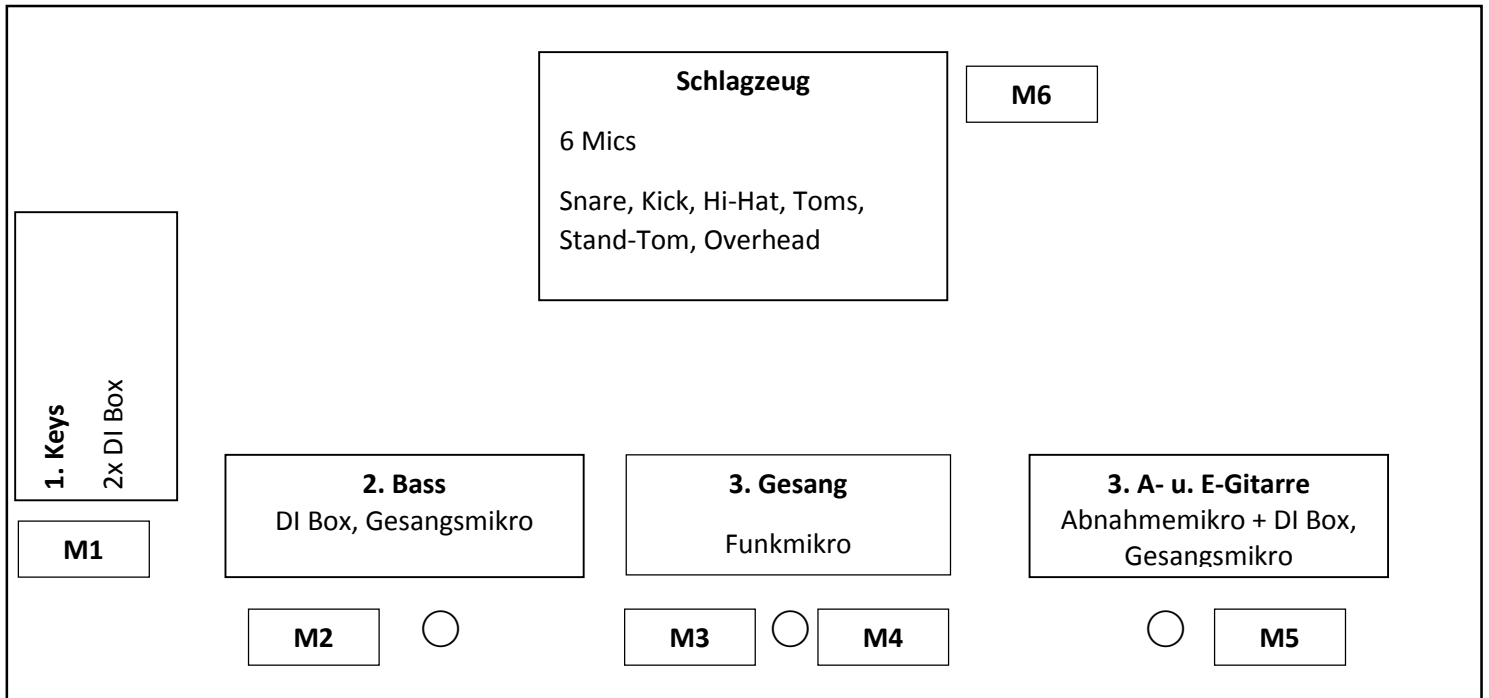 Schlagzeug
M6
6 Mics
Snare, Kick, Hi-Hat, Toms,
Stand-Tom, Overhead
1. Keys
2x DI Box
M1
2. Bass
DI Box, Gesangsmikro
3. Gesang
Funkmikro
3. A- u. E-Gitarre
Abnahmemikro + DI Box,
Gesangsmikro
M2
M3
M4
M5